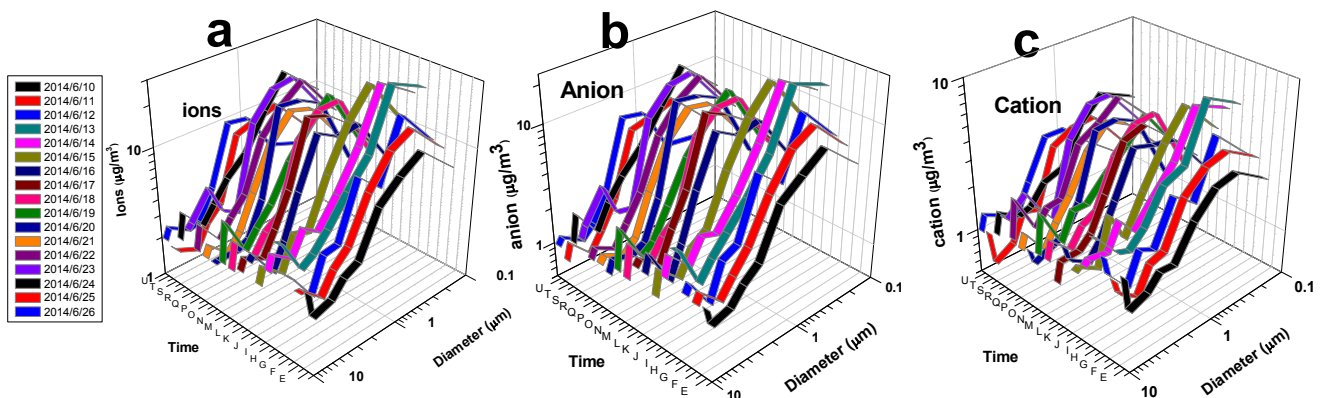 2014/6/10
2014/6/11
2014/6/12
2014/6/13
2014/6/14
2014/6/15
2014/6/16
2014/6/17
2014/6/18
2014/6/19
2014/6/20
2014/6/21
2014/6/22
2014/6/23
2014/6/24
2014/6/25
2014/6/26
a
ions
Ions (µg/m³)
10
1
U T S R Q P O N M L K J I H G F E
Time
10
1
0.1
Diameter (µm)
b
Anion
anion (µg/m³)
10
1
0.1
U T S R Q P O N M L K J I H G F E
Time
10
1
0.1
Diameter (µm)
c
Cation
cation (µg/m³)
10
1
U T S R Q P O N M L K J I H G F E
Time
10
1
0.1
Diameter (µm)